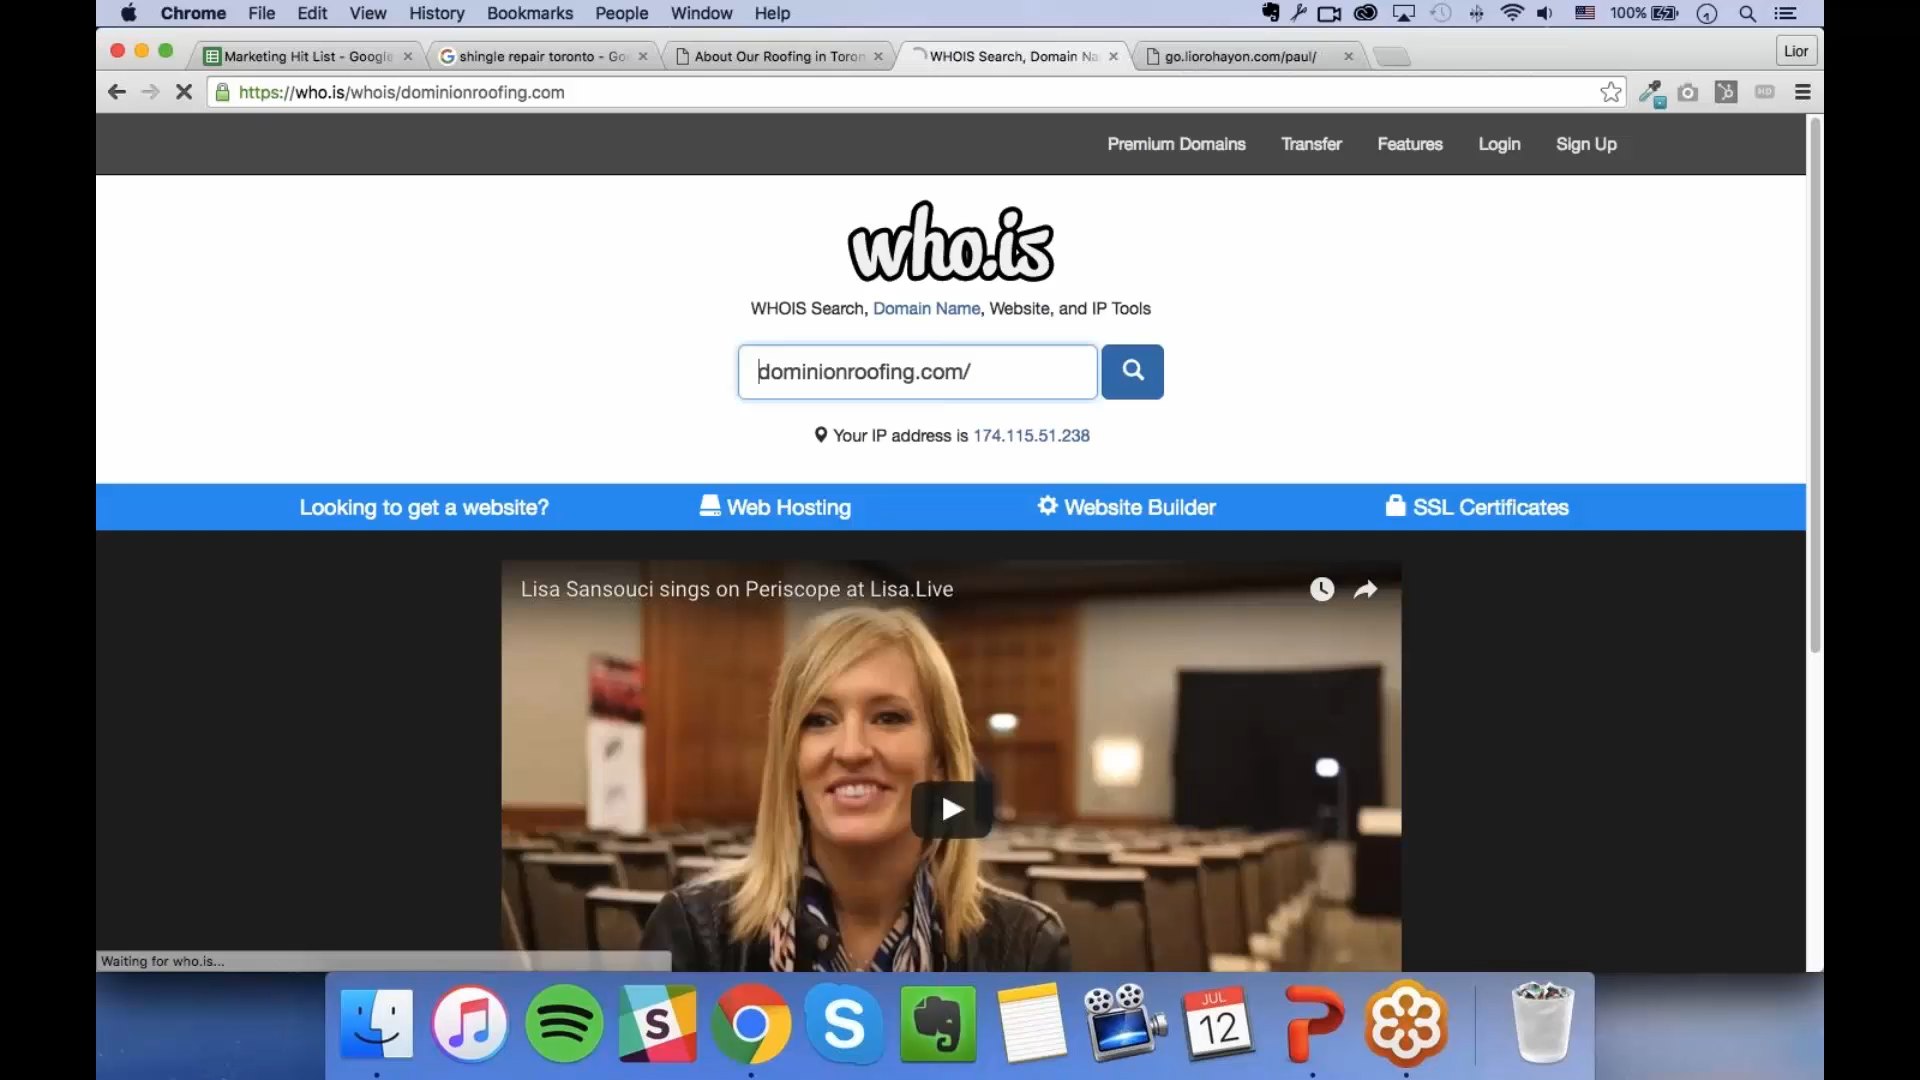 Chrome File Edit View History Bookmarks People Window Help 100%
Marketing Hit List - Google
shingle repair toronto - Go
About Our Roofing in Toron
WHOIS Search, Domain Na
go.liorohayon.com/paul/
Lior
https://who.is/whois/dominionroofing.com
HD
Premium Domains Transfer Features Login Sign Up
who.is
WHOIS Search, Domain Name, Website, and IP Tools
dominionroofing.com/
Your IP address is 174.115.51.238
Looking to get a website? Web Hosting Website Builder SSL Certificates
Lisa Sansouci sings on Periscope at Lisa.Live
Waiting for who.is...
S
S
JUL
12
P